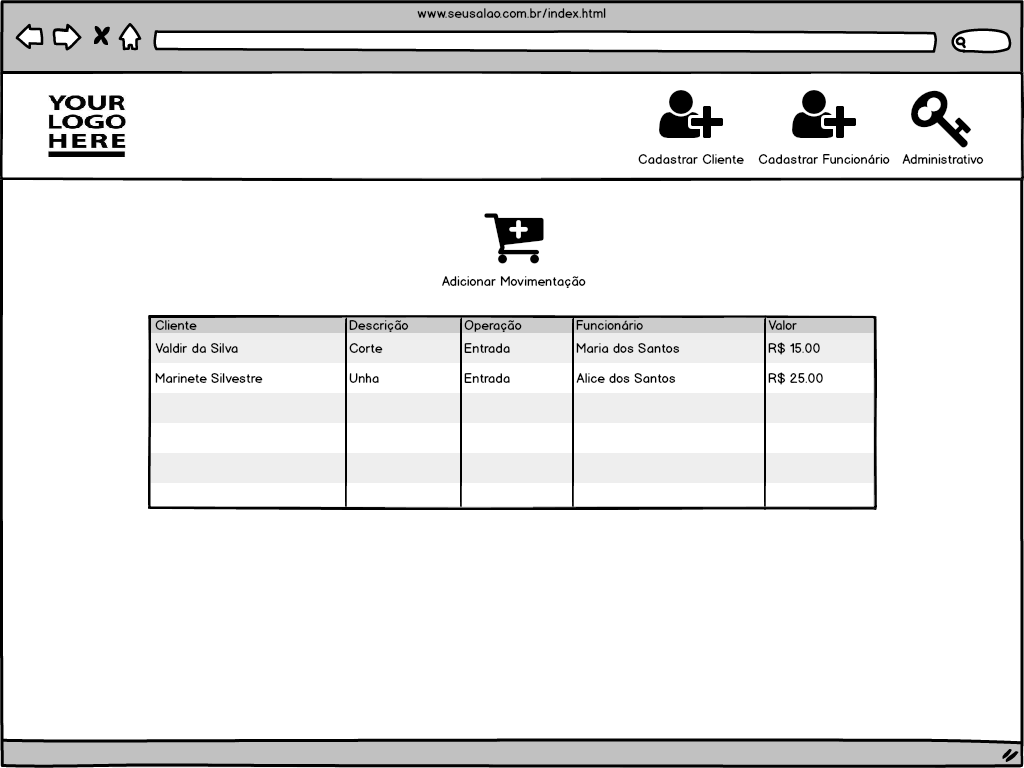 www.seusalao.com.br/index.html
YOUR
LOGO
HERE
Cadastrar Cliente Cadastrar Funcionário Administrativo
Adicionar Movimentação
Cliente Descrição Operação Funcionário Valor
Valdir da Silva Corte Entrada Maria dos Santos R$ 15.00
Marinete Silvestre Unha Entrada Alice dos Santos R$ 25.00